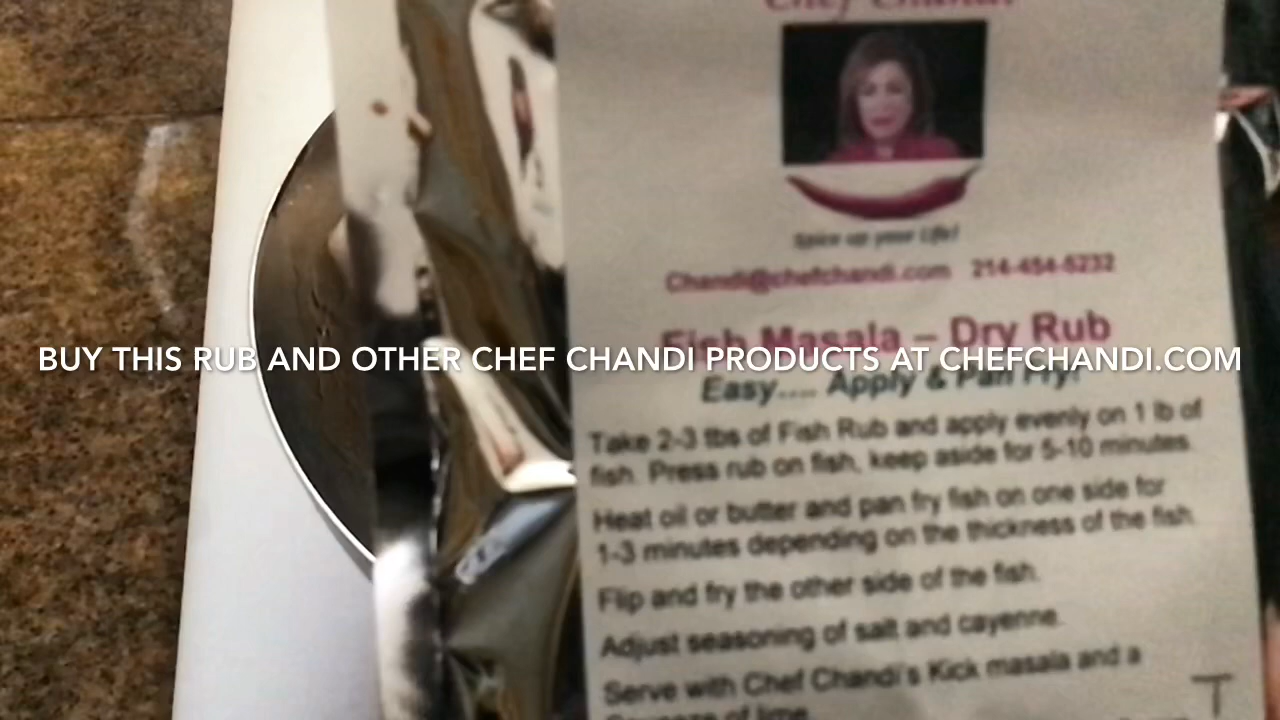 Chef Chandi
Spice up your Life!
Chandi@chefchandi.com 214-454-5232
Fish Masala – Dry Rub
BUY THIS RUB AND OTHER CHEF CHANDI PRODUCTS AT CHEFCHANDI.COM
Easy.... Apply & Pan Fry!
Take 2-3 tbs of Fish Rub and apply evenly on 1 lb of
fish. Press rub on fish, keep aside for 5-10 minutes.
Heat oil or butter and pan fry fish on one side for
1-3 minutes depending on the thickness of the fish.
Flip and fry the other side of the fish.
Adjust seasoning of salt and cayenne.
Serve with Chef Chandi's Kick masala and a
Squeeze of lime.